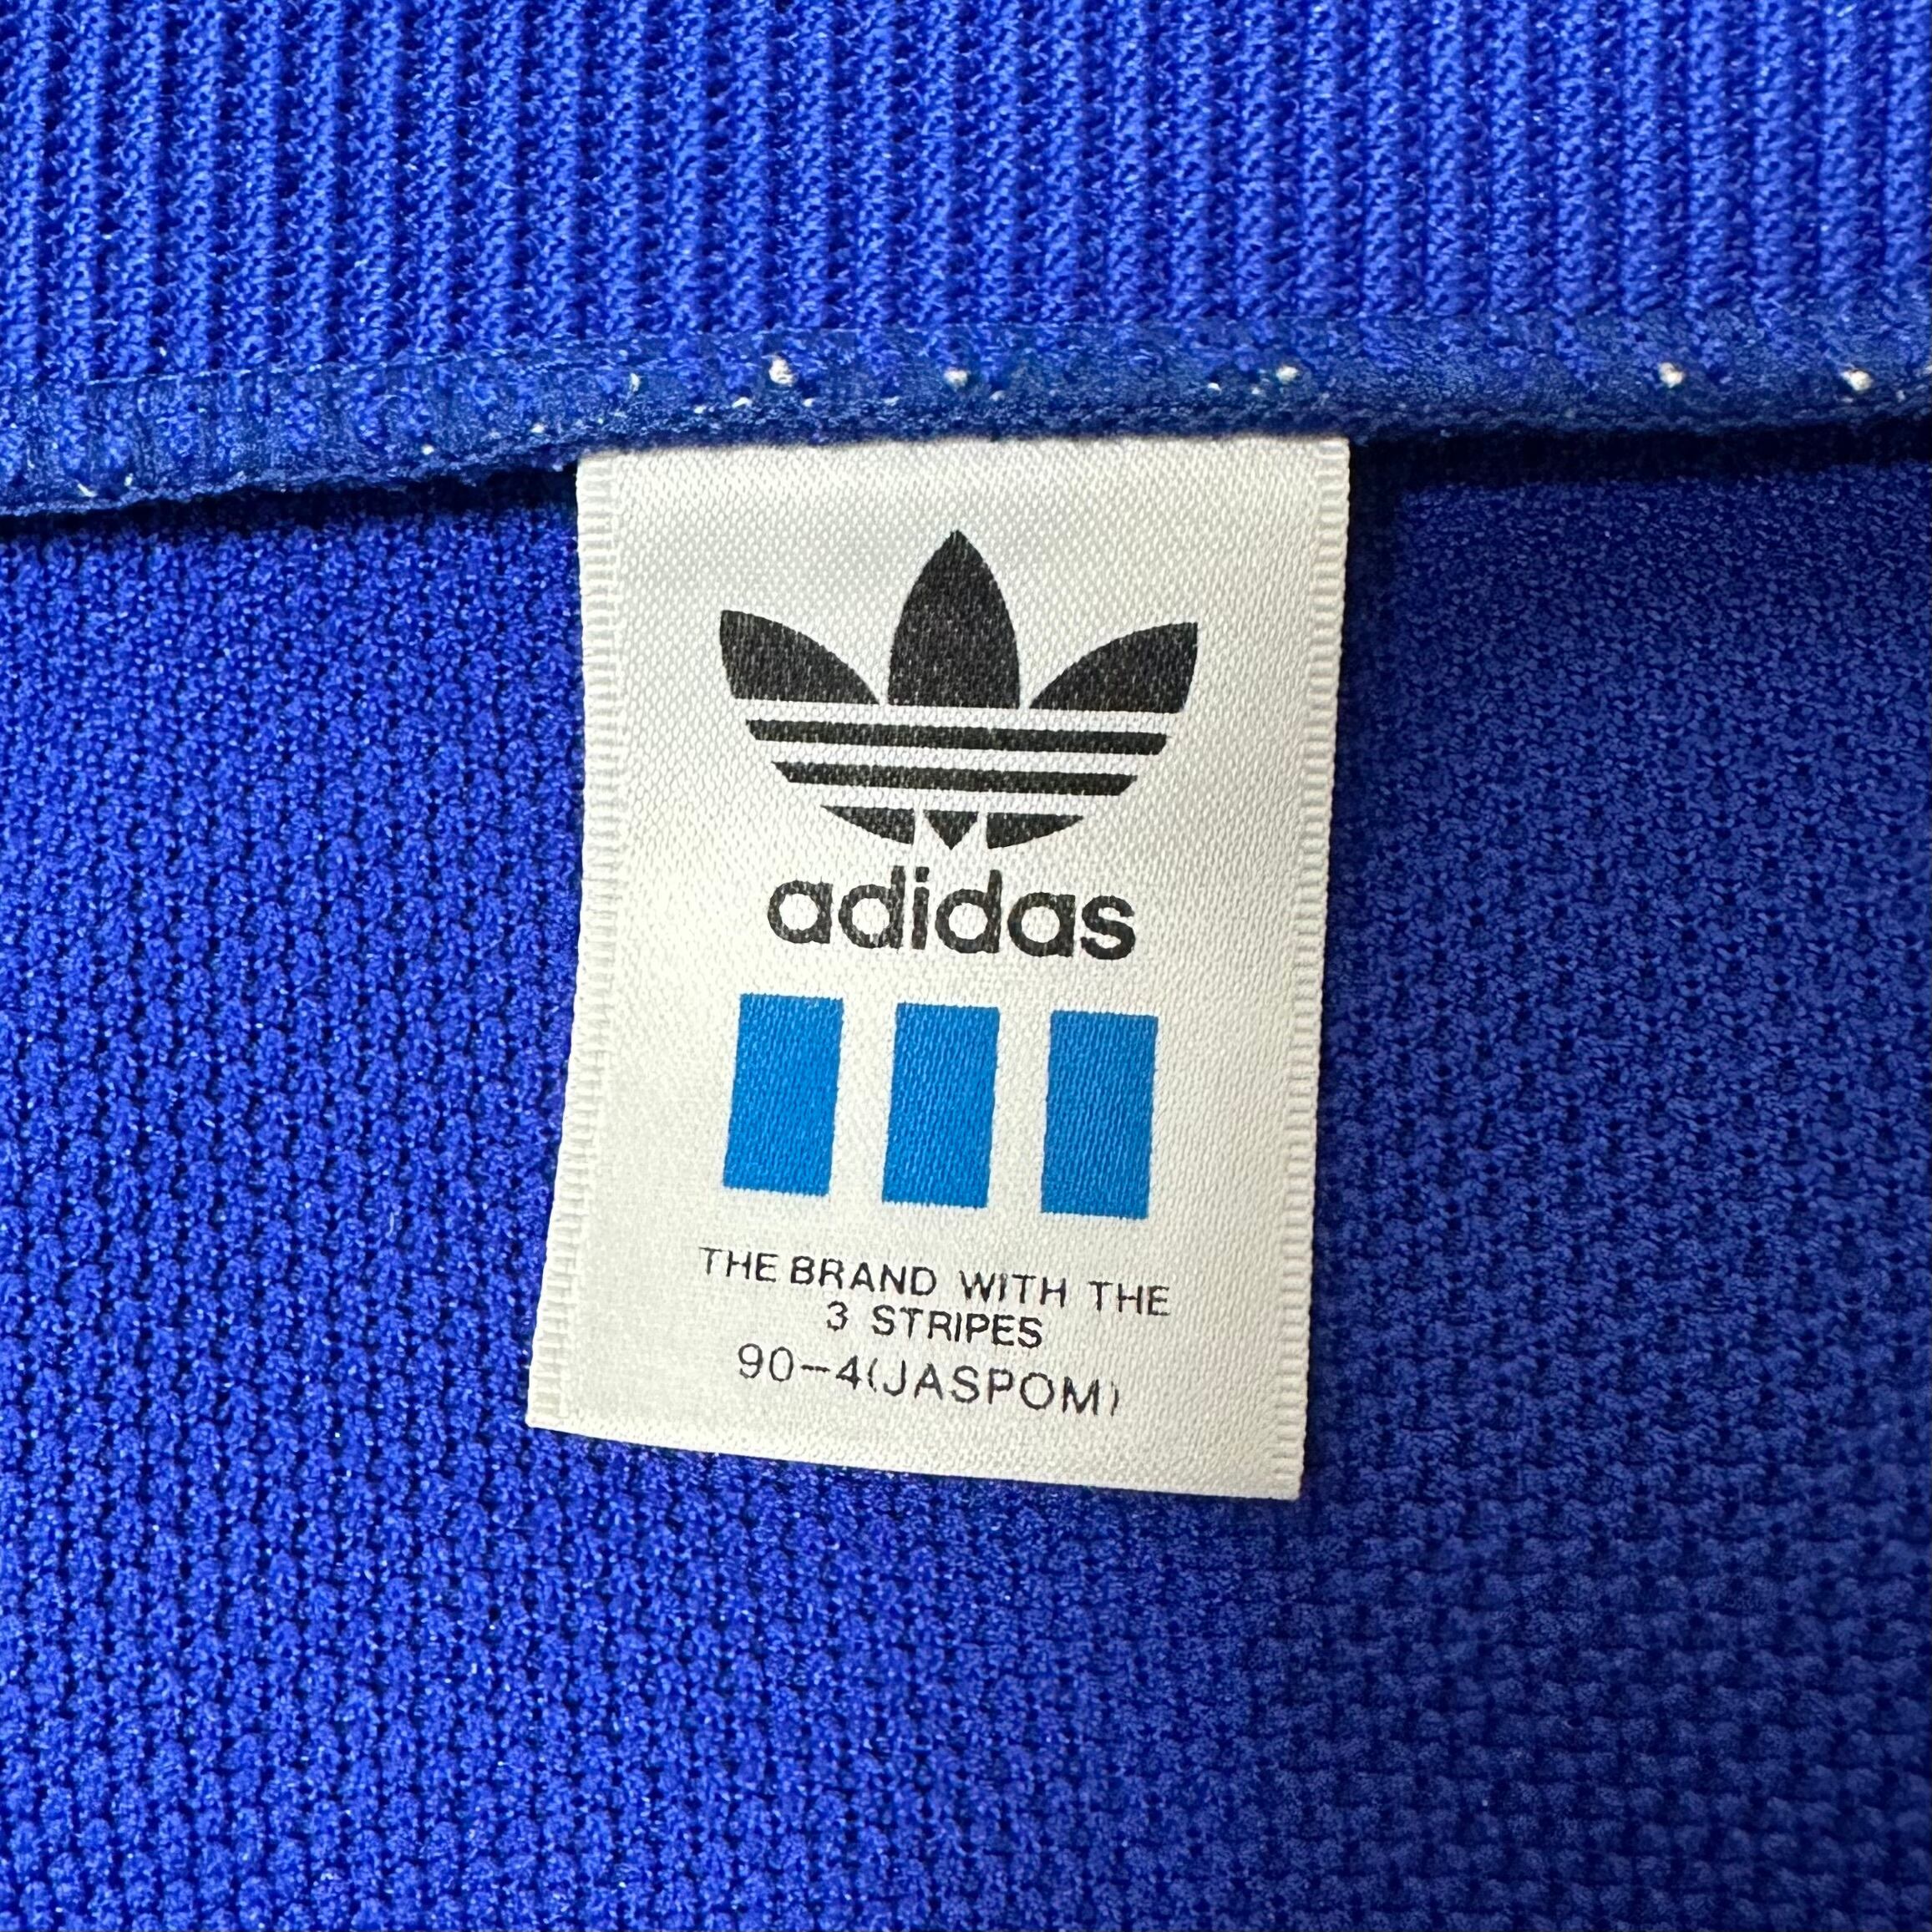 adidas
THE BRAND WITH THE
3 STRIPES
90-4(JASPOM)